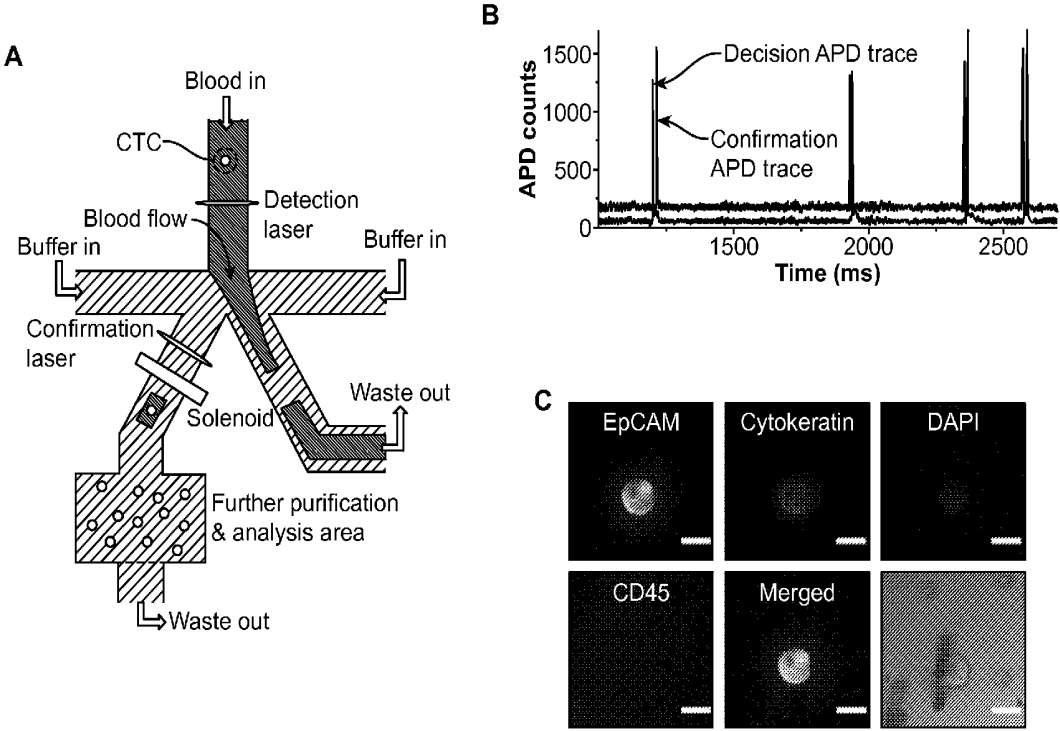 A
Blood in
CTC
Detection
laser
Blood flow
Buffer in
Buffer in
Confirmation
laser
Solenoid
Waste out
Further purification
& analysis area
Waste out
B
APD counts
1500
1000
500
0
Decision APD trace
Confirmation
APD trace
1500
2000
2500
Time (ms)
C
EpCAM
Cytokeratin
DAPI
CD45
Merged